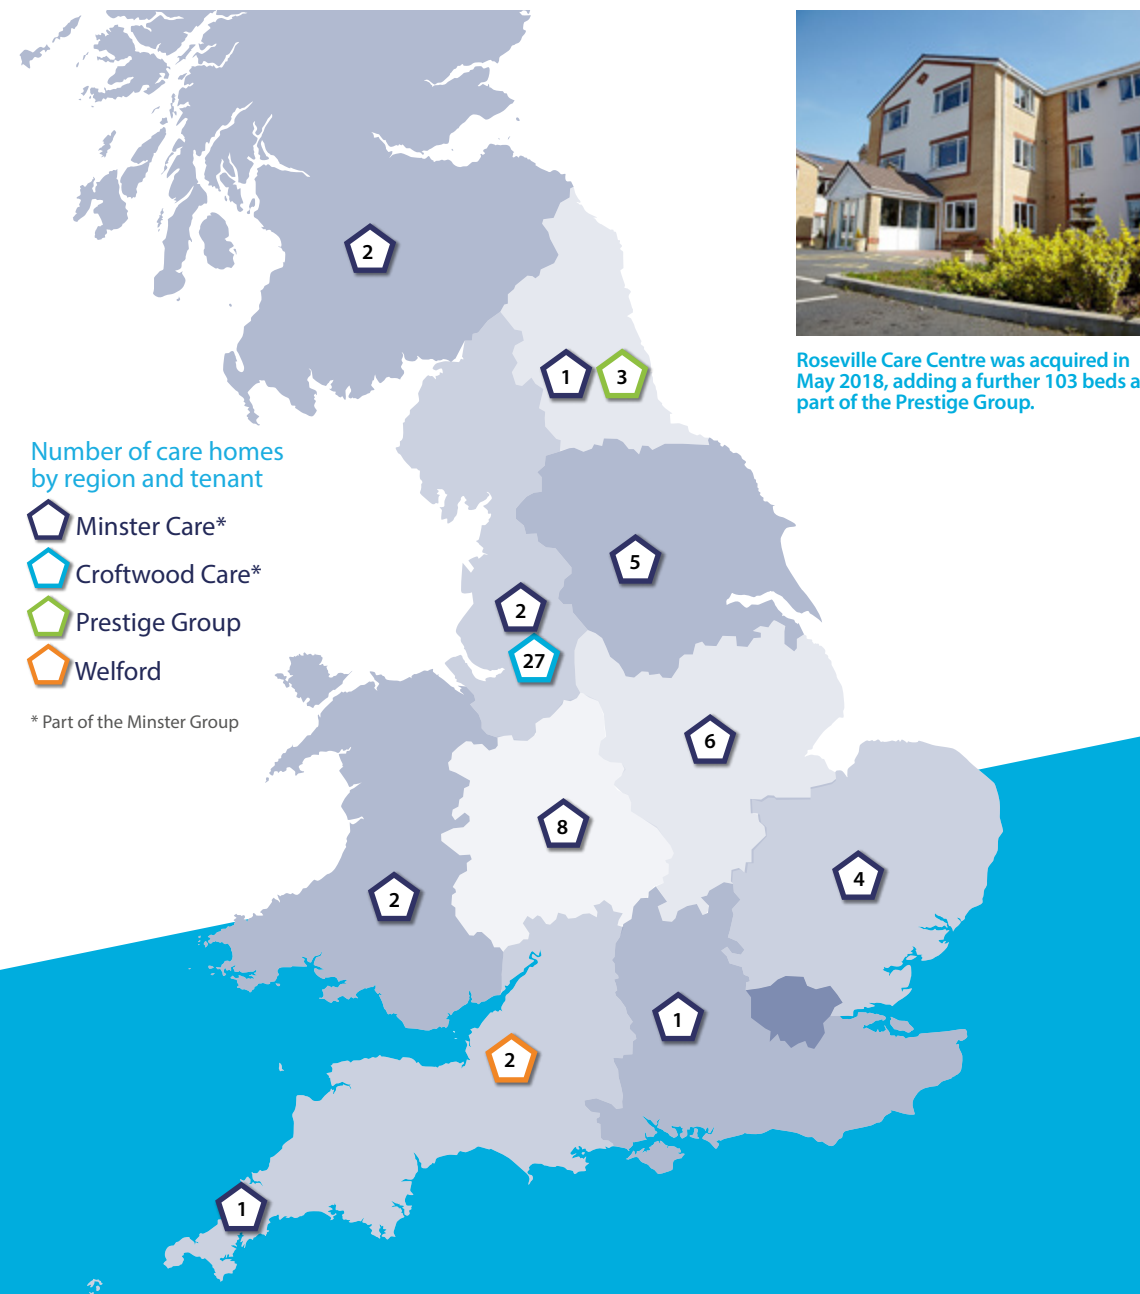 2
1
3
Roseville Care Centre was acquired in
May 2018, adding a further 103 beds a
part of the Prestige Group.
Number of care homes
by region and tenant
Minster Care*
Croftwood Care*
Prestige Group
Welford
* Part of the Minster Group
5
2
27
6
8
4
2
1
2
1